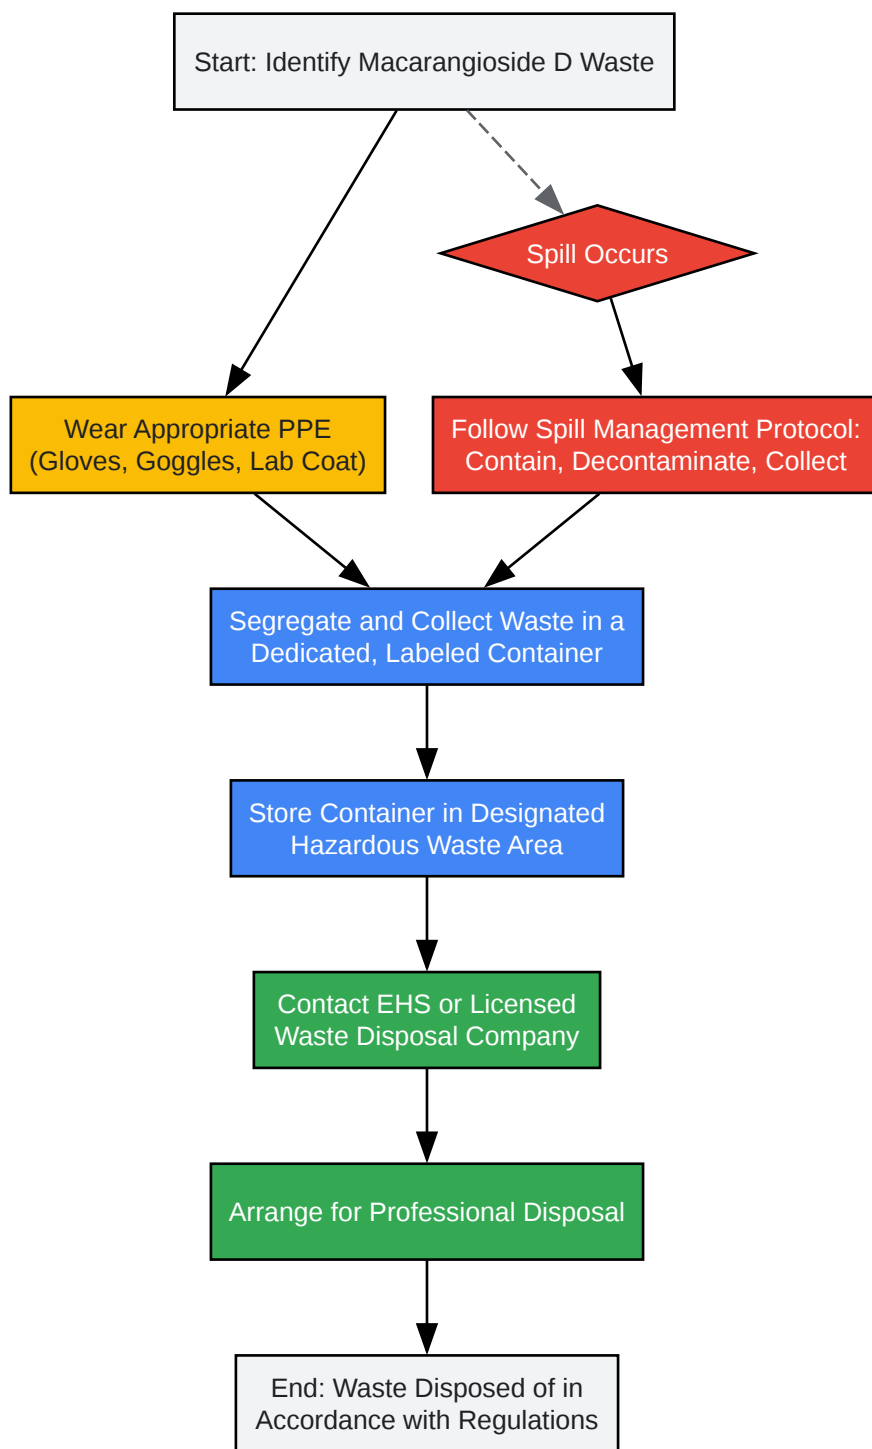 Start: Identify Macarangioside D Waste
Spill Occurs
Wear Appropriate PPE
(Gloves, Goggles, Lab Coat)
Follow Spill Management Protocol:
Contain, Decontaminate, Collect
Segregate and Collect Waste in a
Dedicated, Labeled Container
Store Container in Designated
Hazardous Waste Area
Contact EHS or Licensed
Waste Disposal Company
Arrange for Professional Disposal
End: Waste Disposed of in
Accordance with Regulations